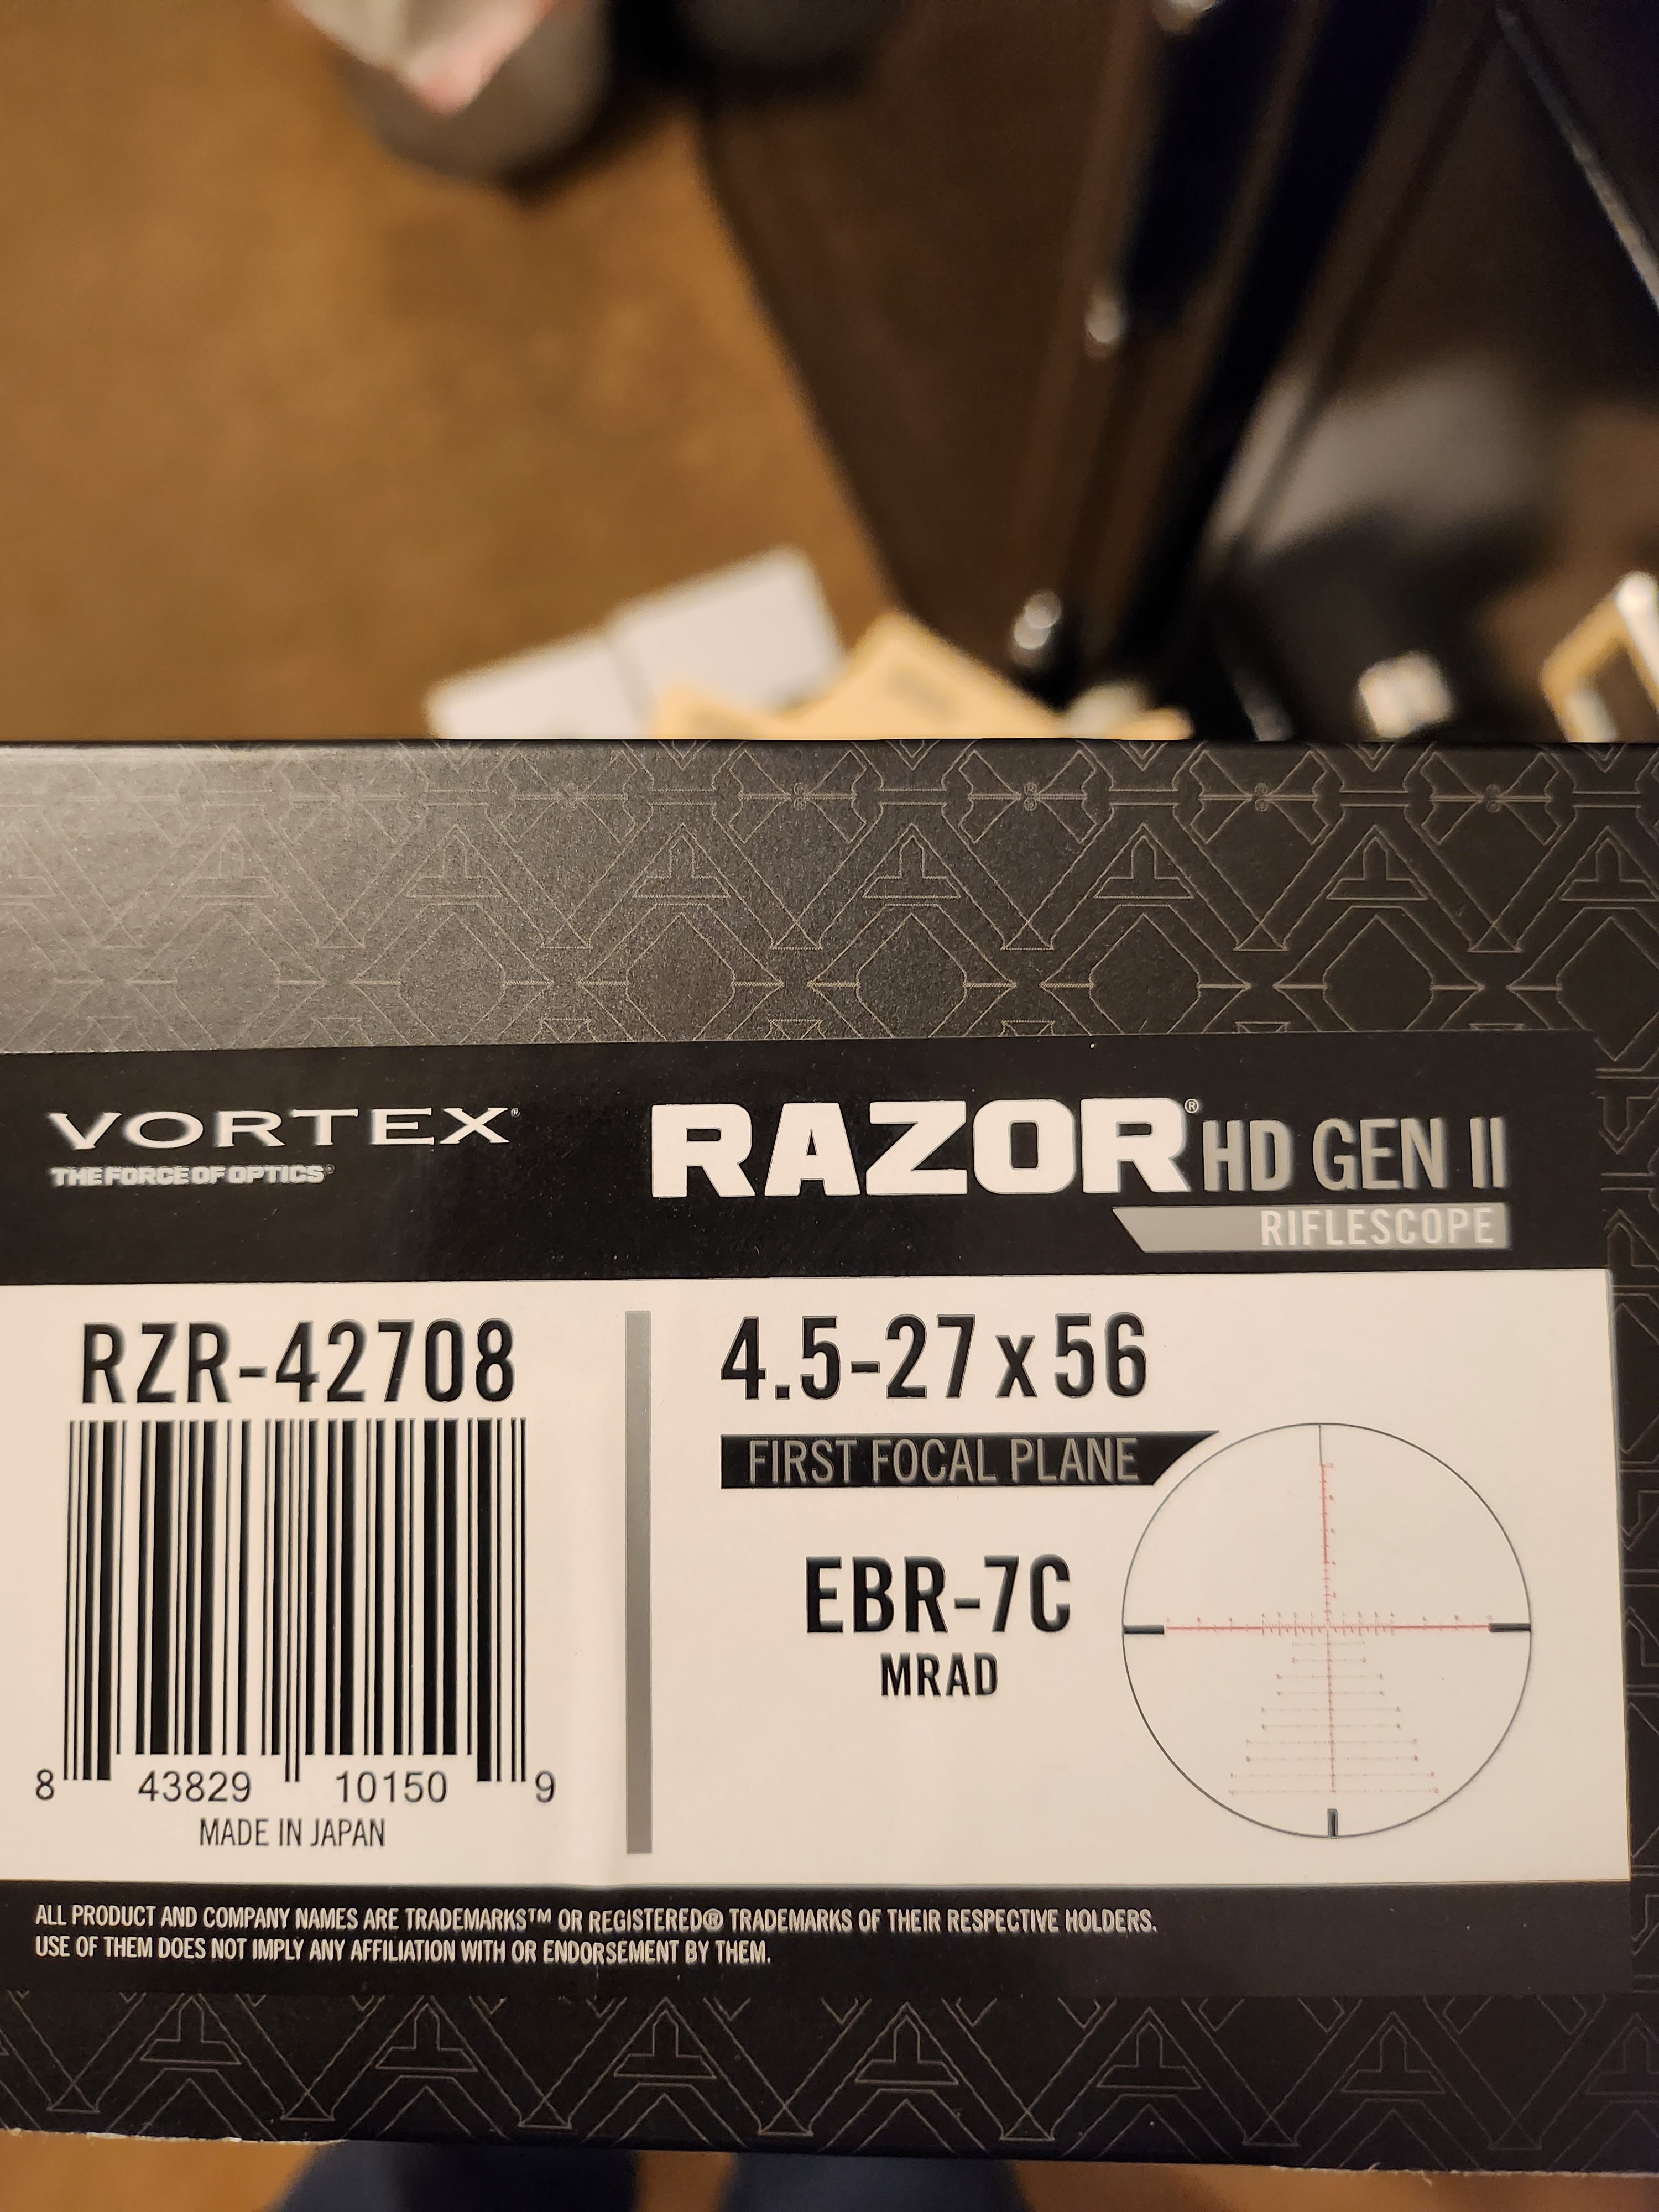 VORTEX®
THE FORCE OF OPTICS®
RAZOR® HD GEN II
RIFLESCOPE
RZR-42708
8 43829 10150 9
MADE IN JAPAN
4.5-27x56
FIRST FOCAL PLANE
EBR-7C
MRAD
ALL PRODUCT AND COMPANY NAMES ARE TRADEMARKS™ OR REGISTERED® TRADEMARKS OF THEIR RESPECTIVE HOLDERS.
USE OF THEM DOES NOT IMPLY ANY AFFILIATION WITH OR ENDORSEMENT BY THEM.